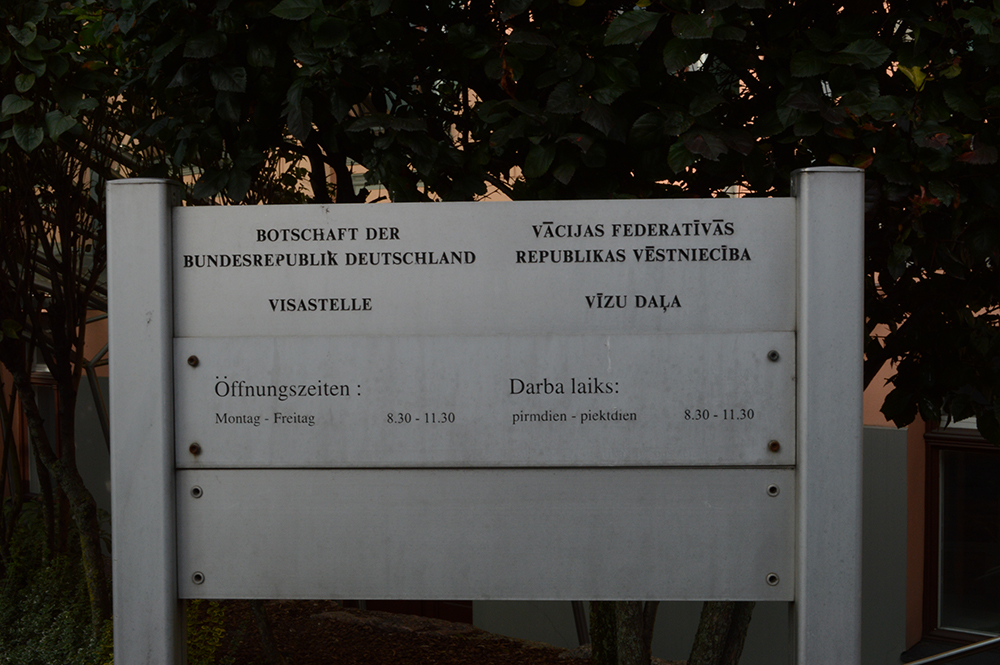 BOTSCHAFT DER
BUNDESREPUBLIK DEUTSCHLAND
VISASTELLE
VĀCIJAS FEDERATĪVĀS
REPUBLIKAS VĒSTNIECĪBA
VĪZU DAĻA
Öffnungszeiten :
Montag - Freitag 8.30 - 11.30
Darba laiks:
pirmdien - piektdien 8.30 - 11.30